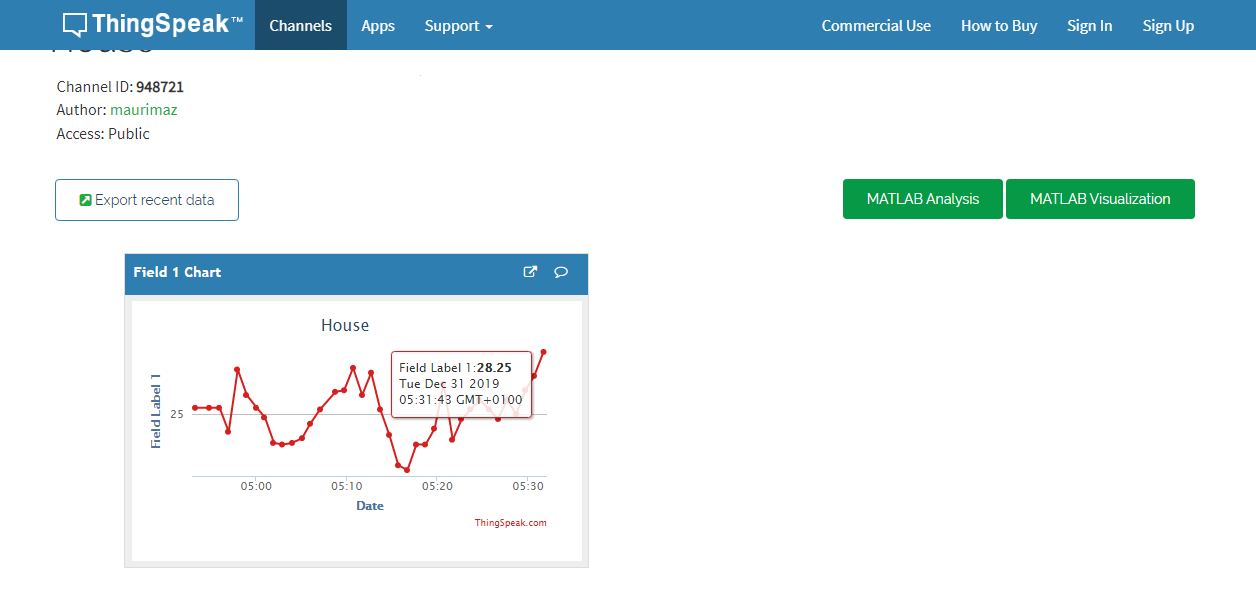 ThingSpeak™ Channels Apps Support Commercial Use How to Buy Sign In Sign Up
Channel ID: 948721
Author: maurimaz
Access: Public
Export recent data MATLAB Analysis MATLAB Visualization
Field 1 Chart
House
Field Label 1:28.25
Tue Dec 31 2019
05:31:43 GMT+0100
Field Label 1
25
05:00 05:10 05:20 05:30
Date
ThingSpeak.com